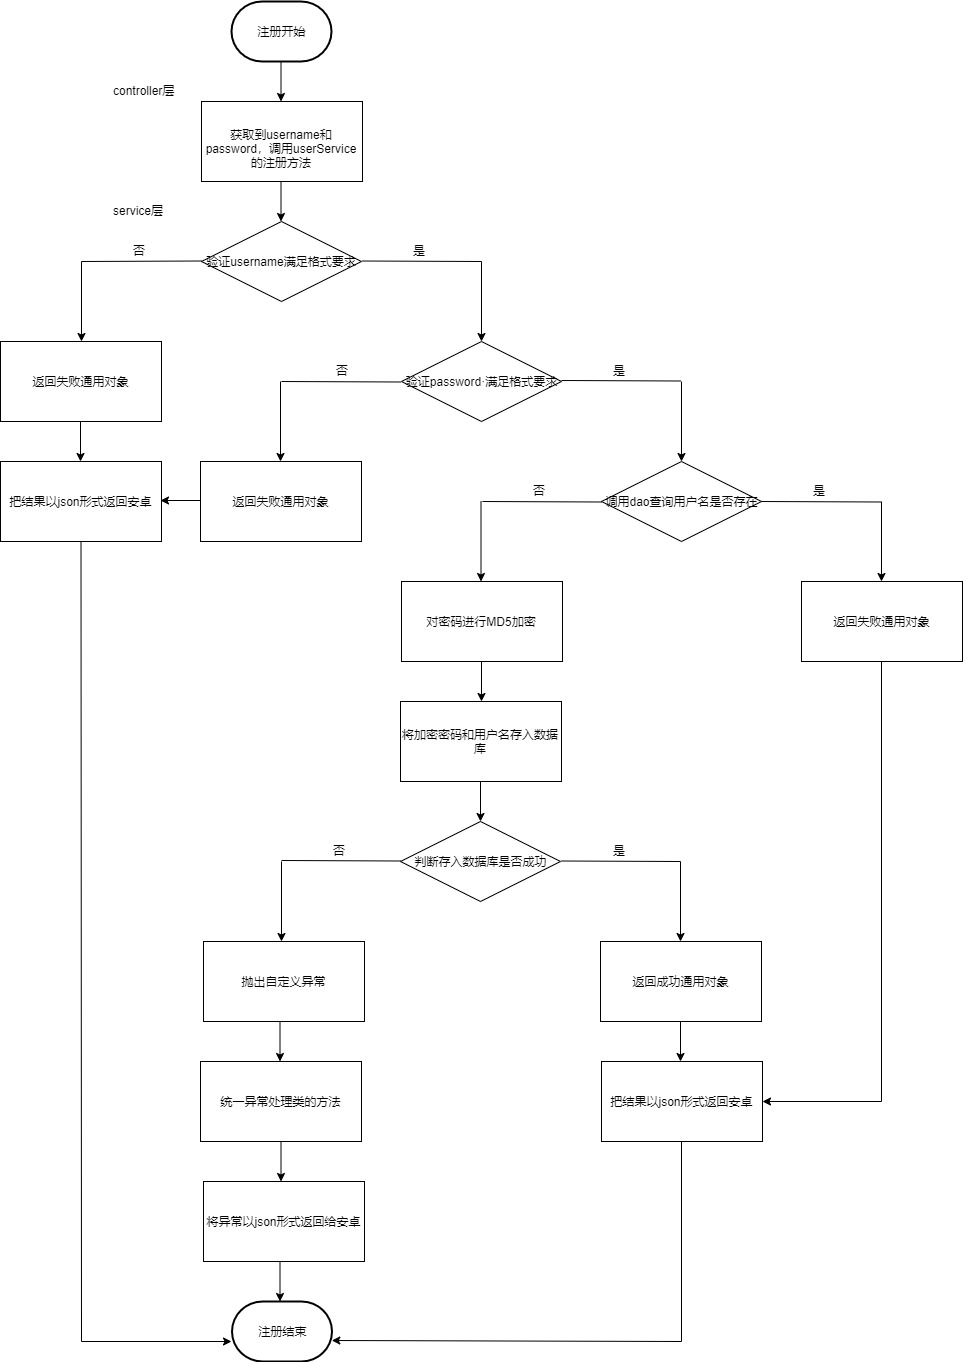 注册开始
controller层
获取到username和
password，调用userService
的注册方法
service层
否
是
验证username满足格式要求
返回失败通用对象
否
是
验证password·满足格式要求
把结果以json形式返回安卓
返回失败通用对象
否
是
调用dao查询用户名是否存在
对密码进行MD5加密
返回失败通用对象
将加密密码和用户名存入数据
库
否
是
判断存入数据库是否成功
抛出自定义异常
返回成功通用对象
统一异常处理类的方法
把结果以json形式返回安卓
将异常以json形式返回给安卓
注册结束